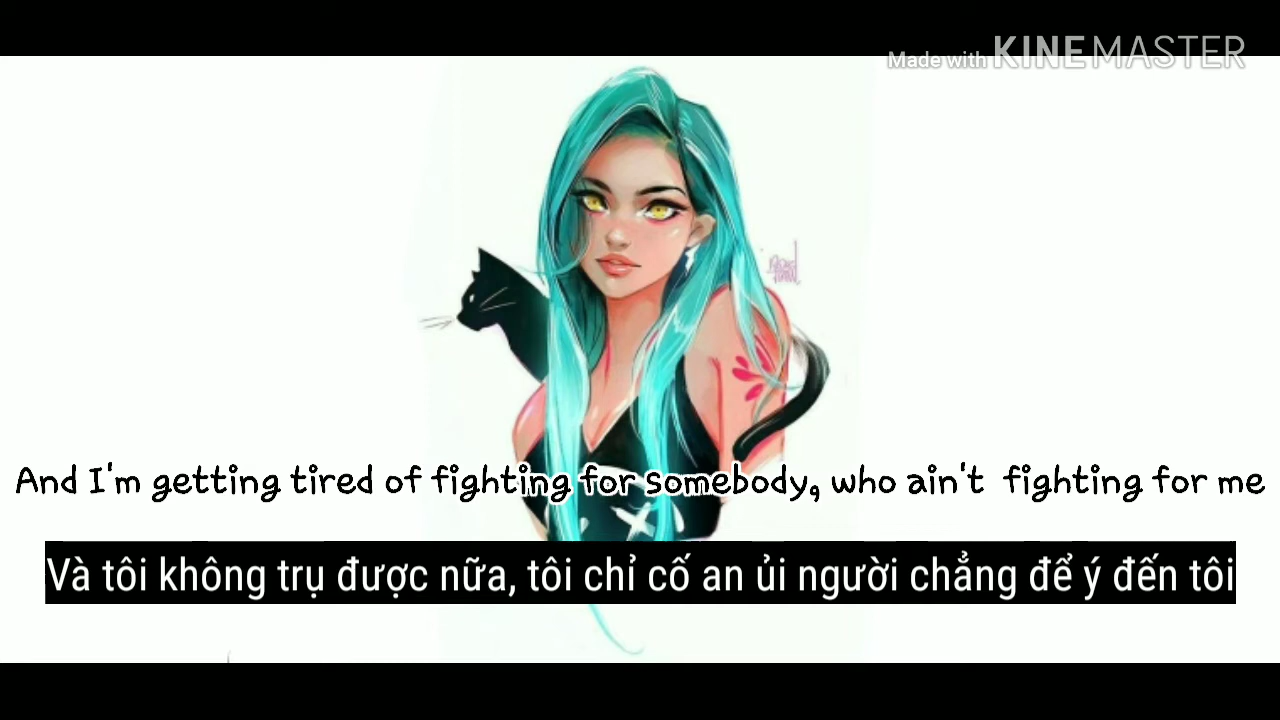 Made with KINEMASTER
And I'm getting tired of fighting for somebody, who ain't fighting for me
Và tôi không trụ được nữa, tôi chỉ cố an ủi người chẳng để ý đến tôi